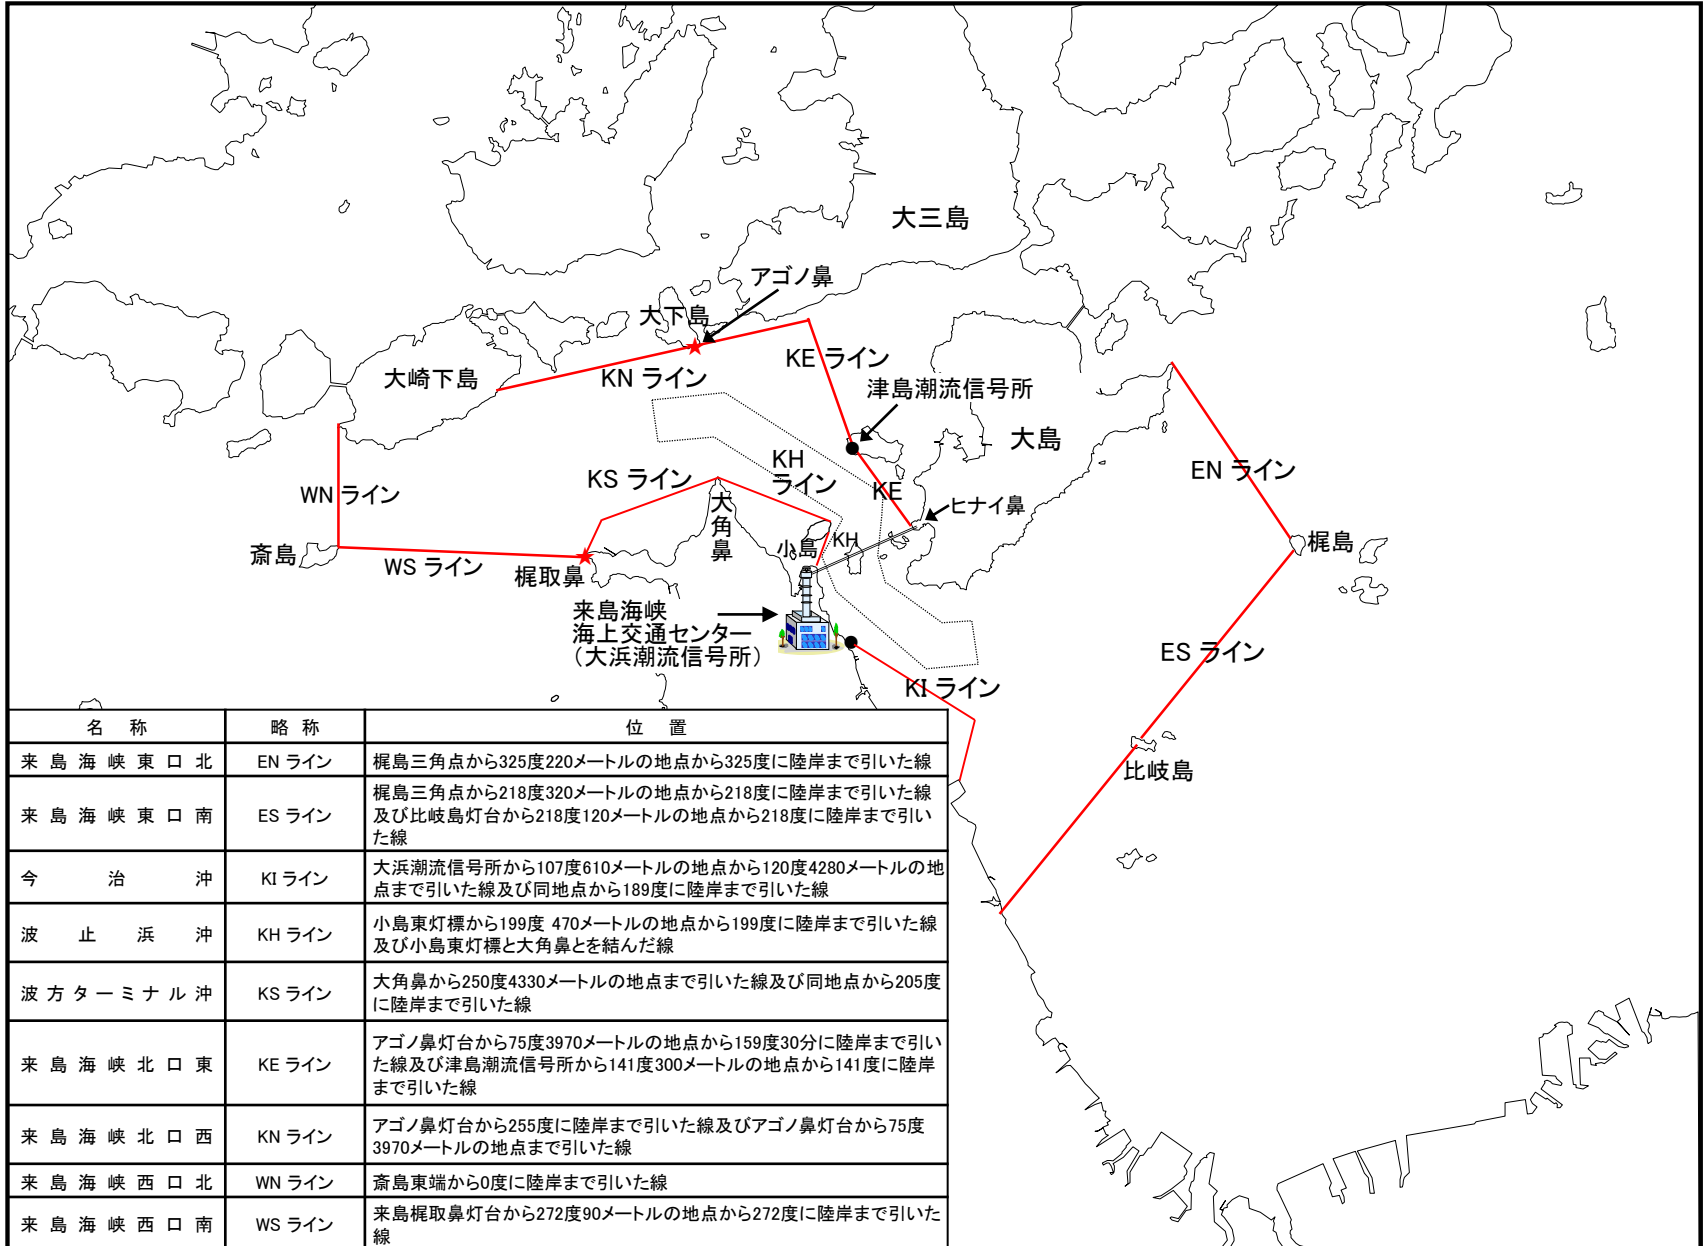 大三島
アゴノ鼻
大下島
KE ライン
大崎下島
KN ライン
津島潮流信号所
大島
KH
ライン
EN ライン
KS ライン
WN ライン
KE
大角鼻
ヒナイ鼻
小島
KH
斎島
WS ライン
梶取鼻
梶島
来島海峡
海上交通センター
（大浜潮流信号所）
ES ライン
KI ライン
比岐島
名 称 略 称 位 置
来島海峡東口北 EN ライン 梶島三角点から325度220メートルの地点から325度に陸岸まで引いた線
来島海峡東口南 ES ライン 梶島三角点から218度320メートルの地点から218度に陸岸まで引いた線
及び比岐島灯台から218度120メートルの地点から218度に陸岸まで引い
た線
今治沖 KI ライン 大浜潮流信号所から107度610メートルの地点から120度4280メートルの地
点まで引いた線及び同地点から189度に陸岸まで引いた線
波止浜沖 KH ライン 小島東灯標から199度 470メートルの地点から199度に陸岸まで引いた線
及び小島東灯標と大角鼻とを結んだ線
波方ターミナル沖 KS ライン 大角鼻から250度4330メートルの地点まで引いた線及び同地点から205度
に陸岸まで引いた線
来島海峡北口東 KE ライン アゴノ鼻灯台から75度3970メートルの地点から159度30分に陸岸まで引い
た線及び津島潮流信号所から141度300メートルの地点から141度に陸岸
まで引いた線
来島海峡北口西 KN ライン アゴノ鼻灯台から255度に陸岸まで引いた線及びアゴノ鼻灯台から75度
3970メートルの地点まで引いた線
来島海峡西口北 WN ライン 斎島東端から0度に陸岸まで引いた線
来島海峡西口南 WS ライン 来島梶取鼻灯台から272度90メートルの地点から272度に陸岸まで引いた
線